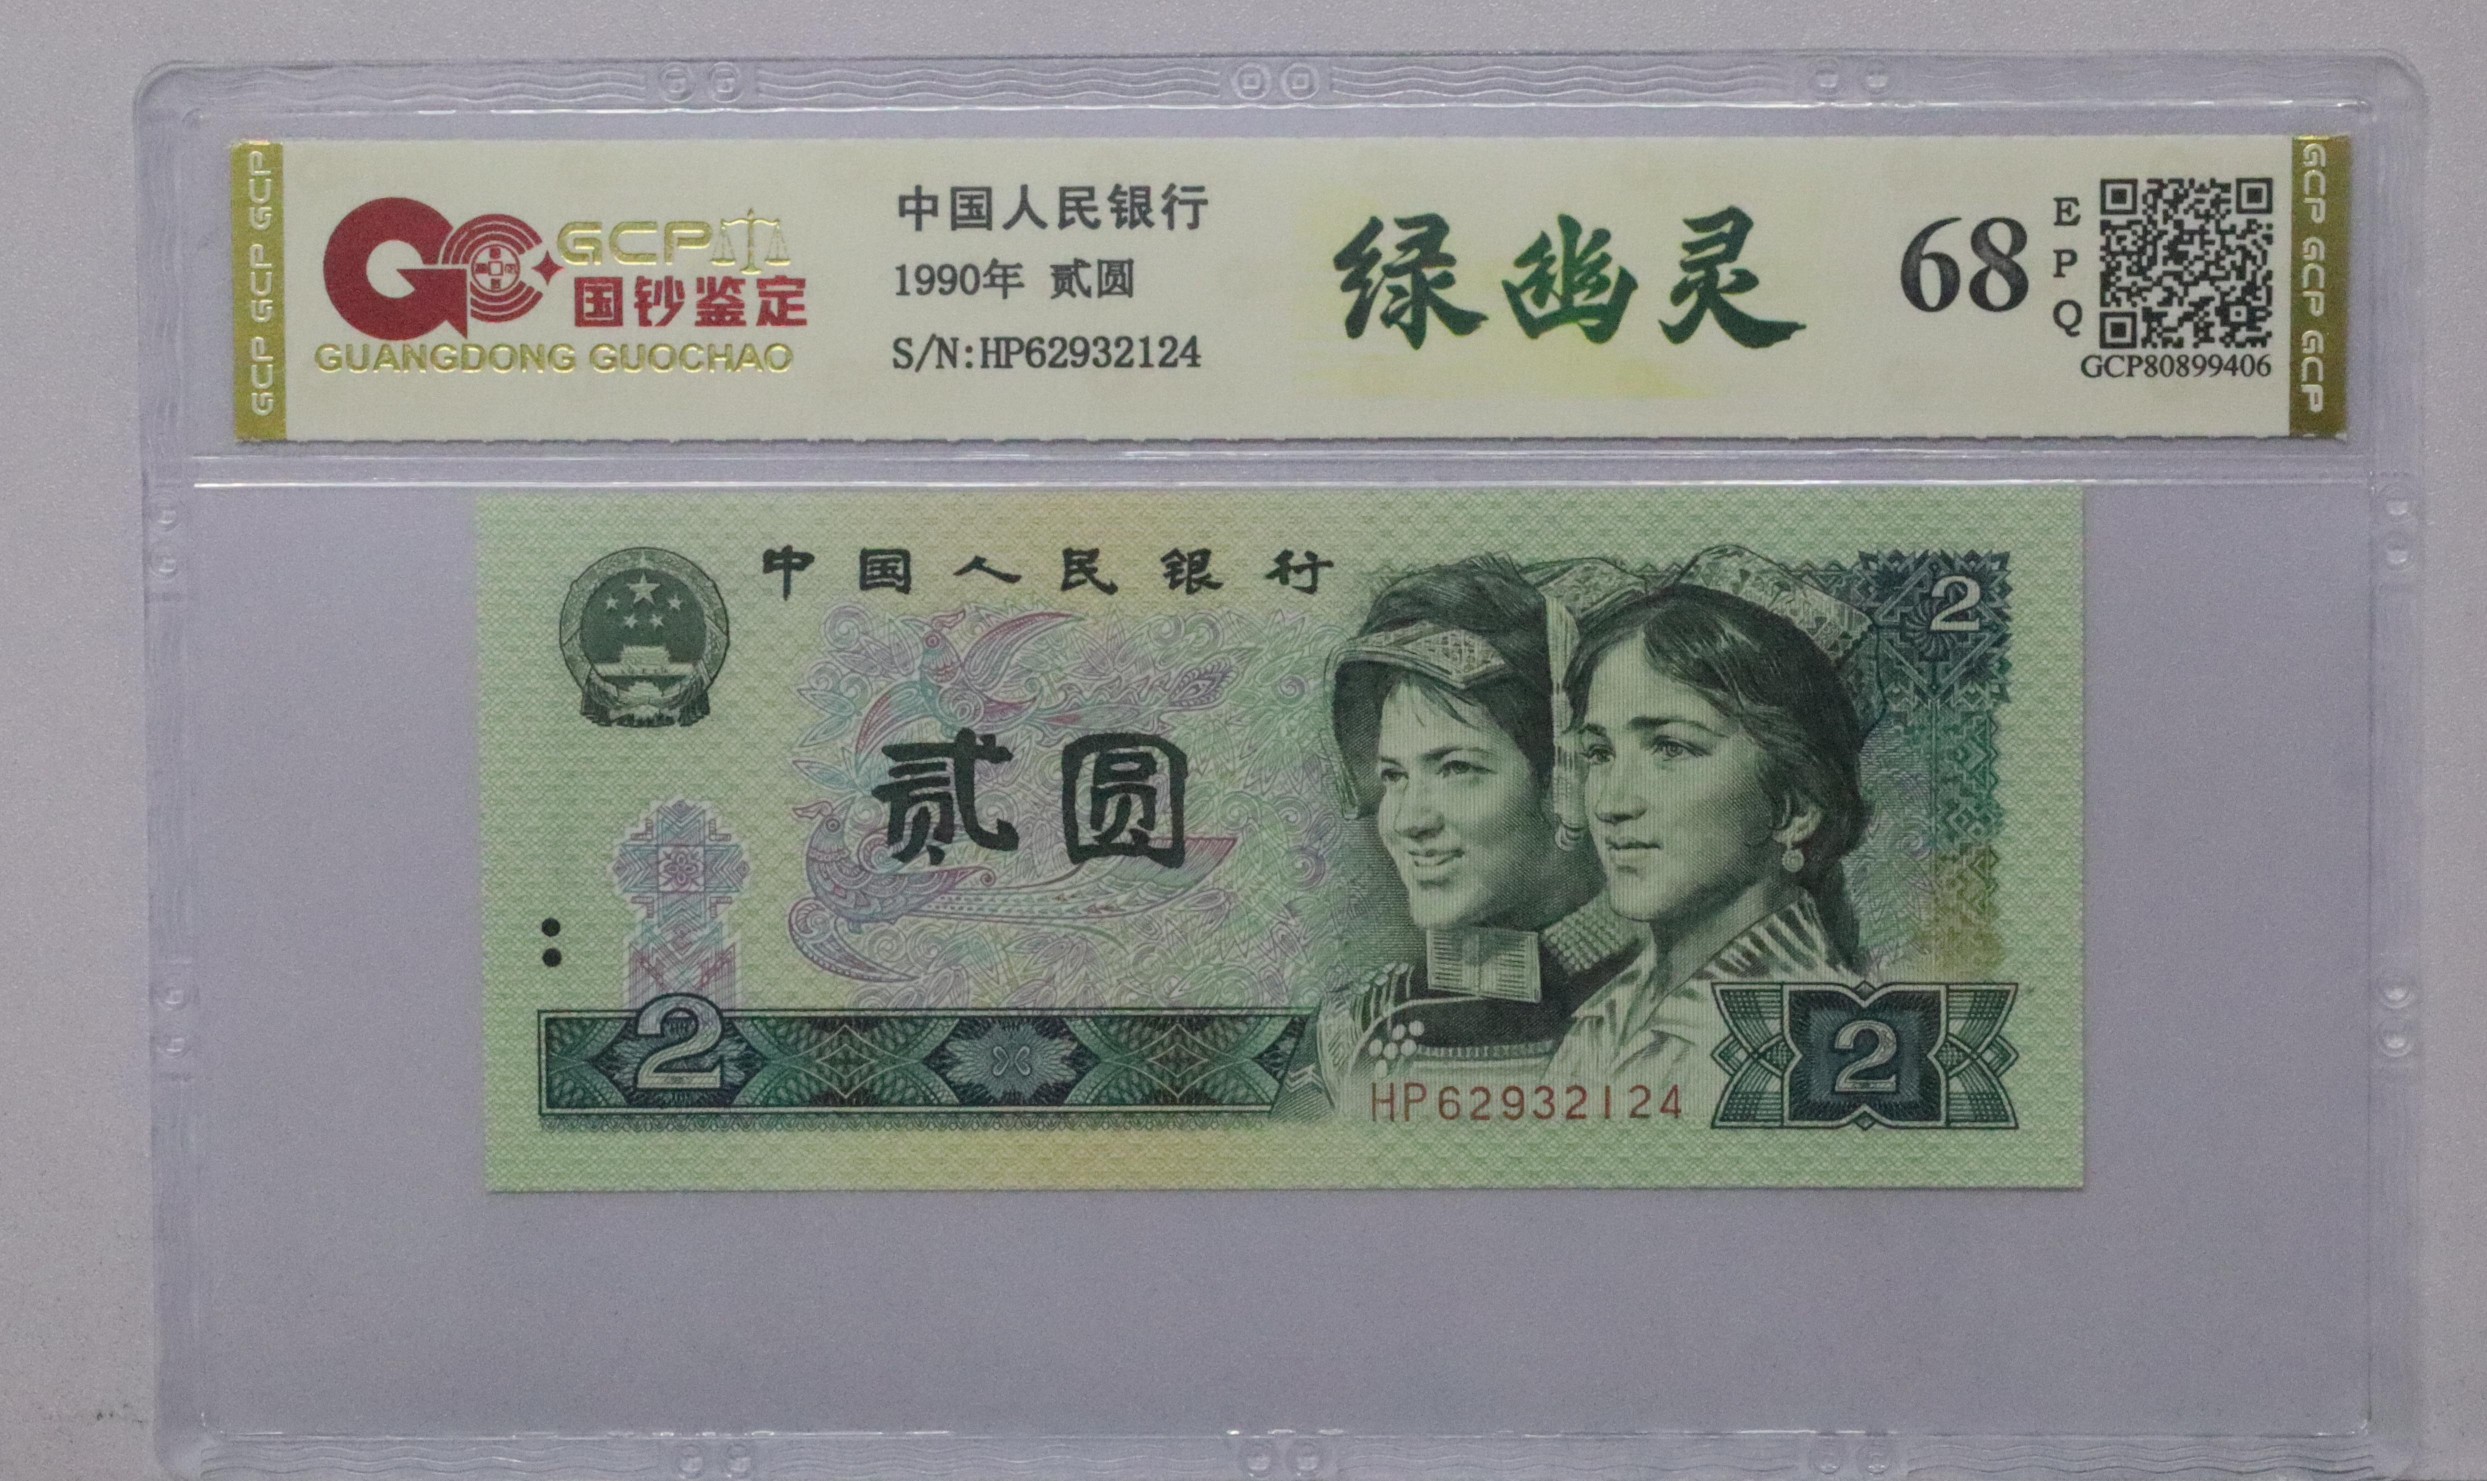 GCP GCP GCP
GCP
国钞鉴定
GUANGDONG GUOCHAO
中国人民银行
1990年 贰圆
S/N:HP62932124
绿幽灵
68
EPQ
GCP80899406
GCP GCP GCP
中国人民银行
2
贰圆
2
HP62932124
2